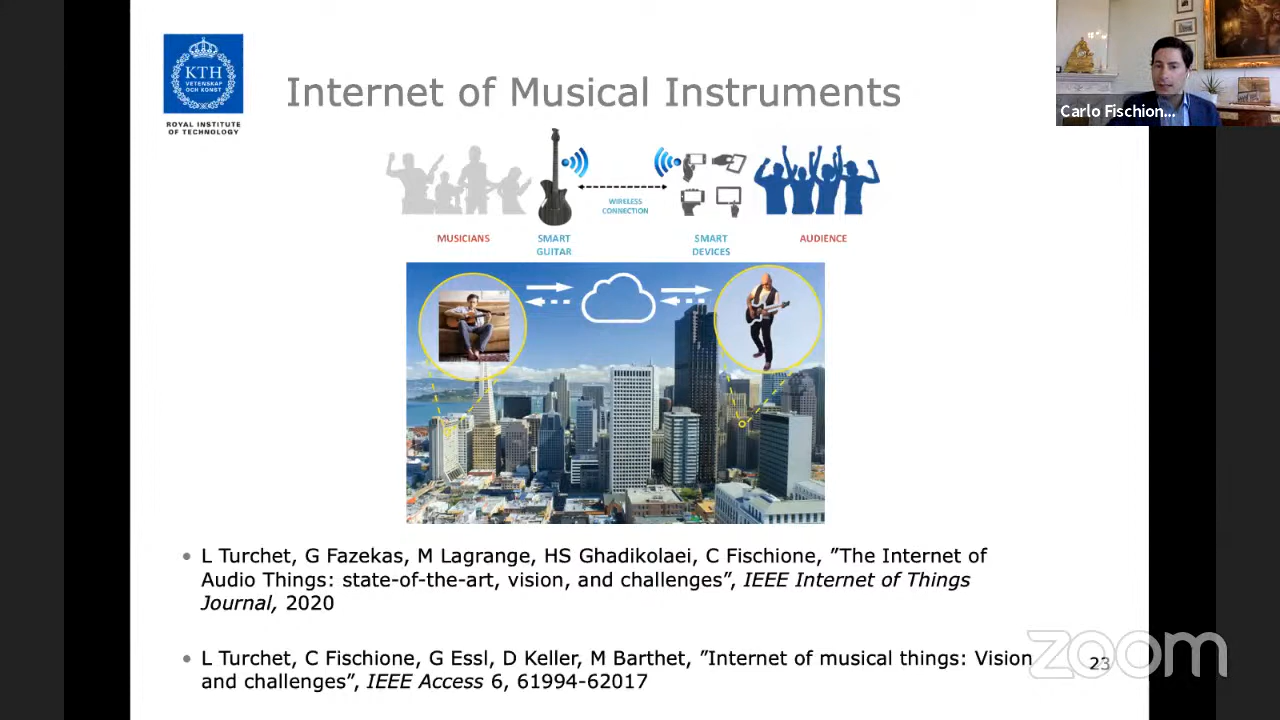 KTH
VETENSKAP
OCH KONST
ROYAL INSTITUTE
OF TECHNOLOGY
Internet of Musical Instruments
Carlo Fischion...
WIRELESS
CONNECTION
MUSICIANS
SMART
GUITAR
SMART
DEVICES
AUDIENCE
• L Turchet, G Fazekas, M Lagrange, HS Ghadikolaei, C Fischione, ”The Internet of
Audio Things: state-of-the-art, vision, and challenges”, IEEE Internet of Things
Journal, 2020
• L Turchet, C Fischione, G Essl, D Keller, M Barthet, ”Internet of musical things: Vision
and challenges”, IEEE Access 6, 61994-62017
23
zoom